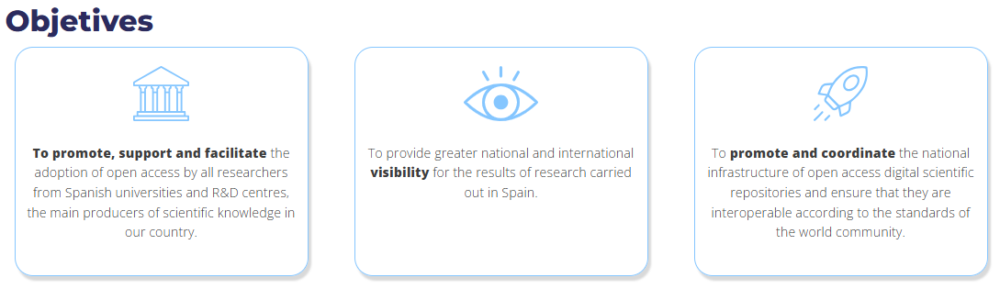 Objetives
To promote, support and facilitate the
adoption of open access by all researchers
from Spanish universities and R&D centres,
the main producers of scientific knowledge in
our country.
To provide greater national and international
visibility for the results of research carried
out in Spain.
To promote and coordinate the national
infrastructure of open access digital scientific
repositories and ensure that they are
interoperable according to the standards of
the world community.